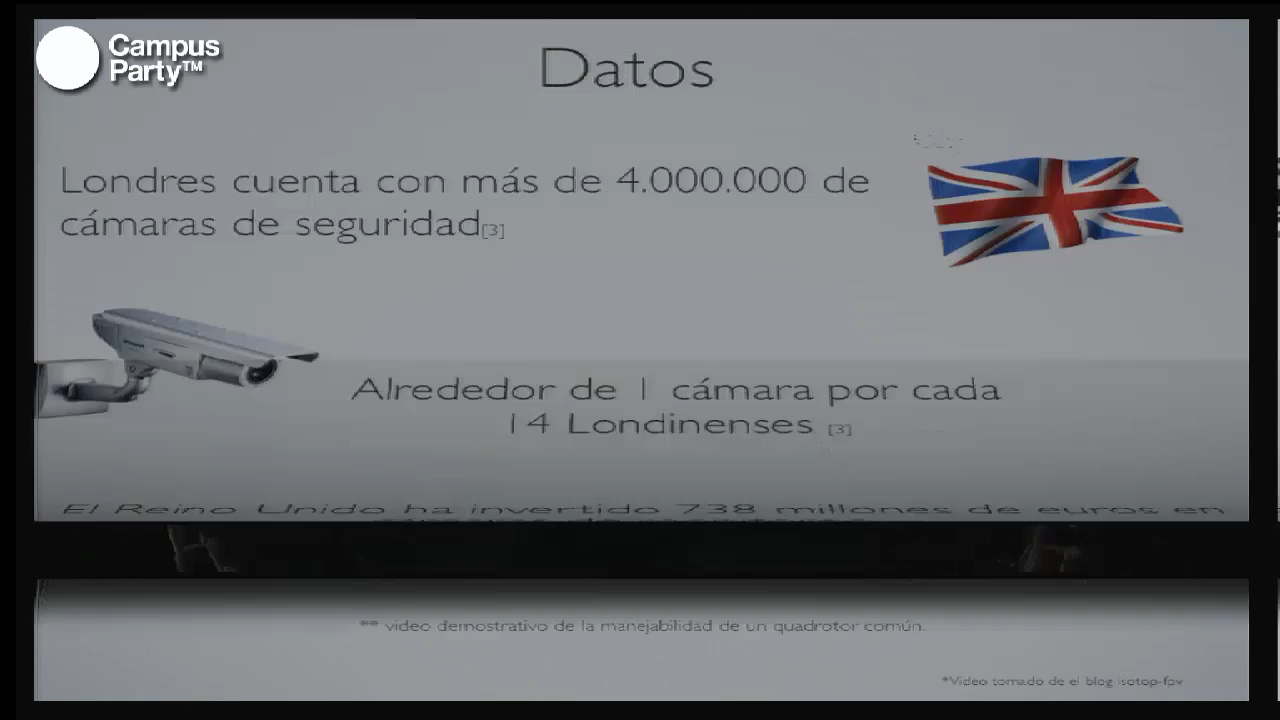 Campus
Party™
Datos
Londres cuenta con más de 4.000.000 de
cámaras de seguridad[3]
Alrededor de 1 cámara por cada
14 Londinenses [3]
El Reino Unido ha invertido 738 millones de euros en
** video demostrativo de la manejabilidad de un quadrotor común.
*Video tomado de el blog isotop-fpv